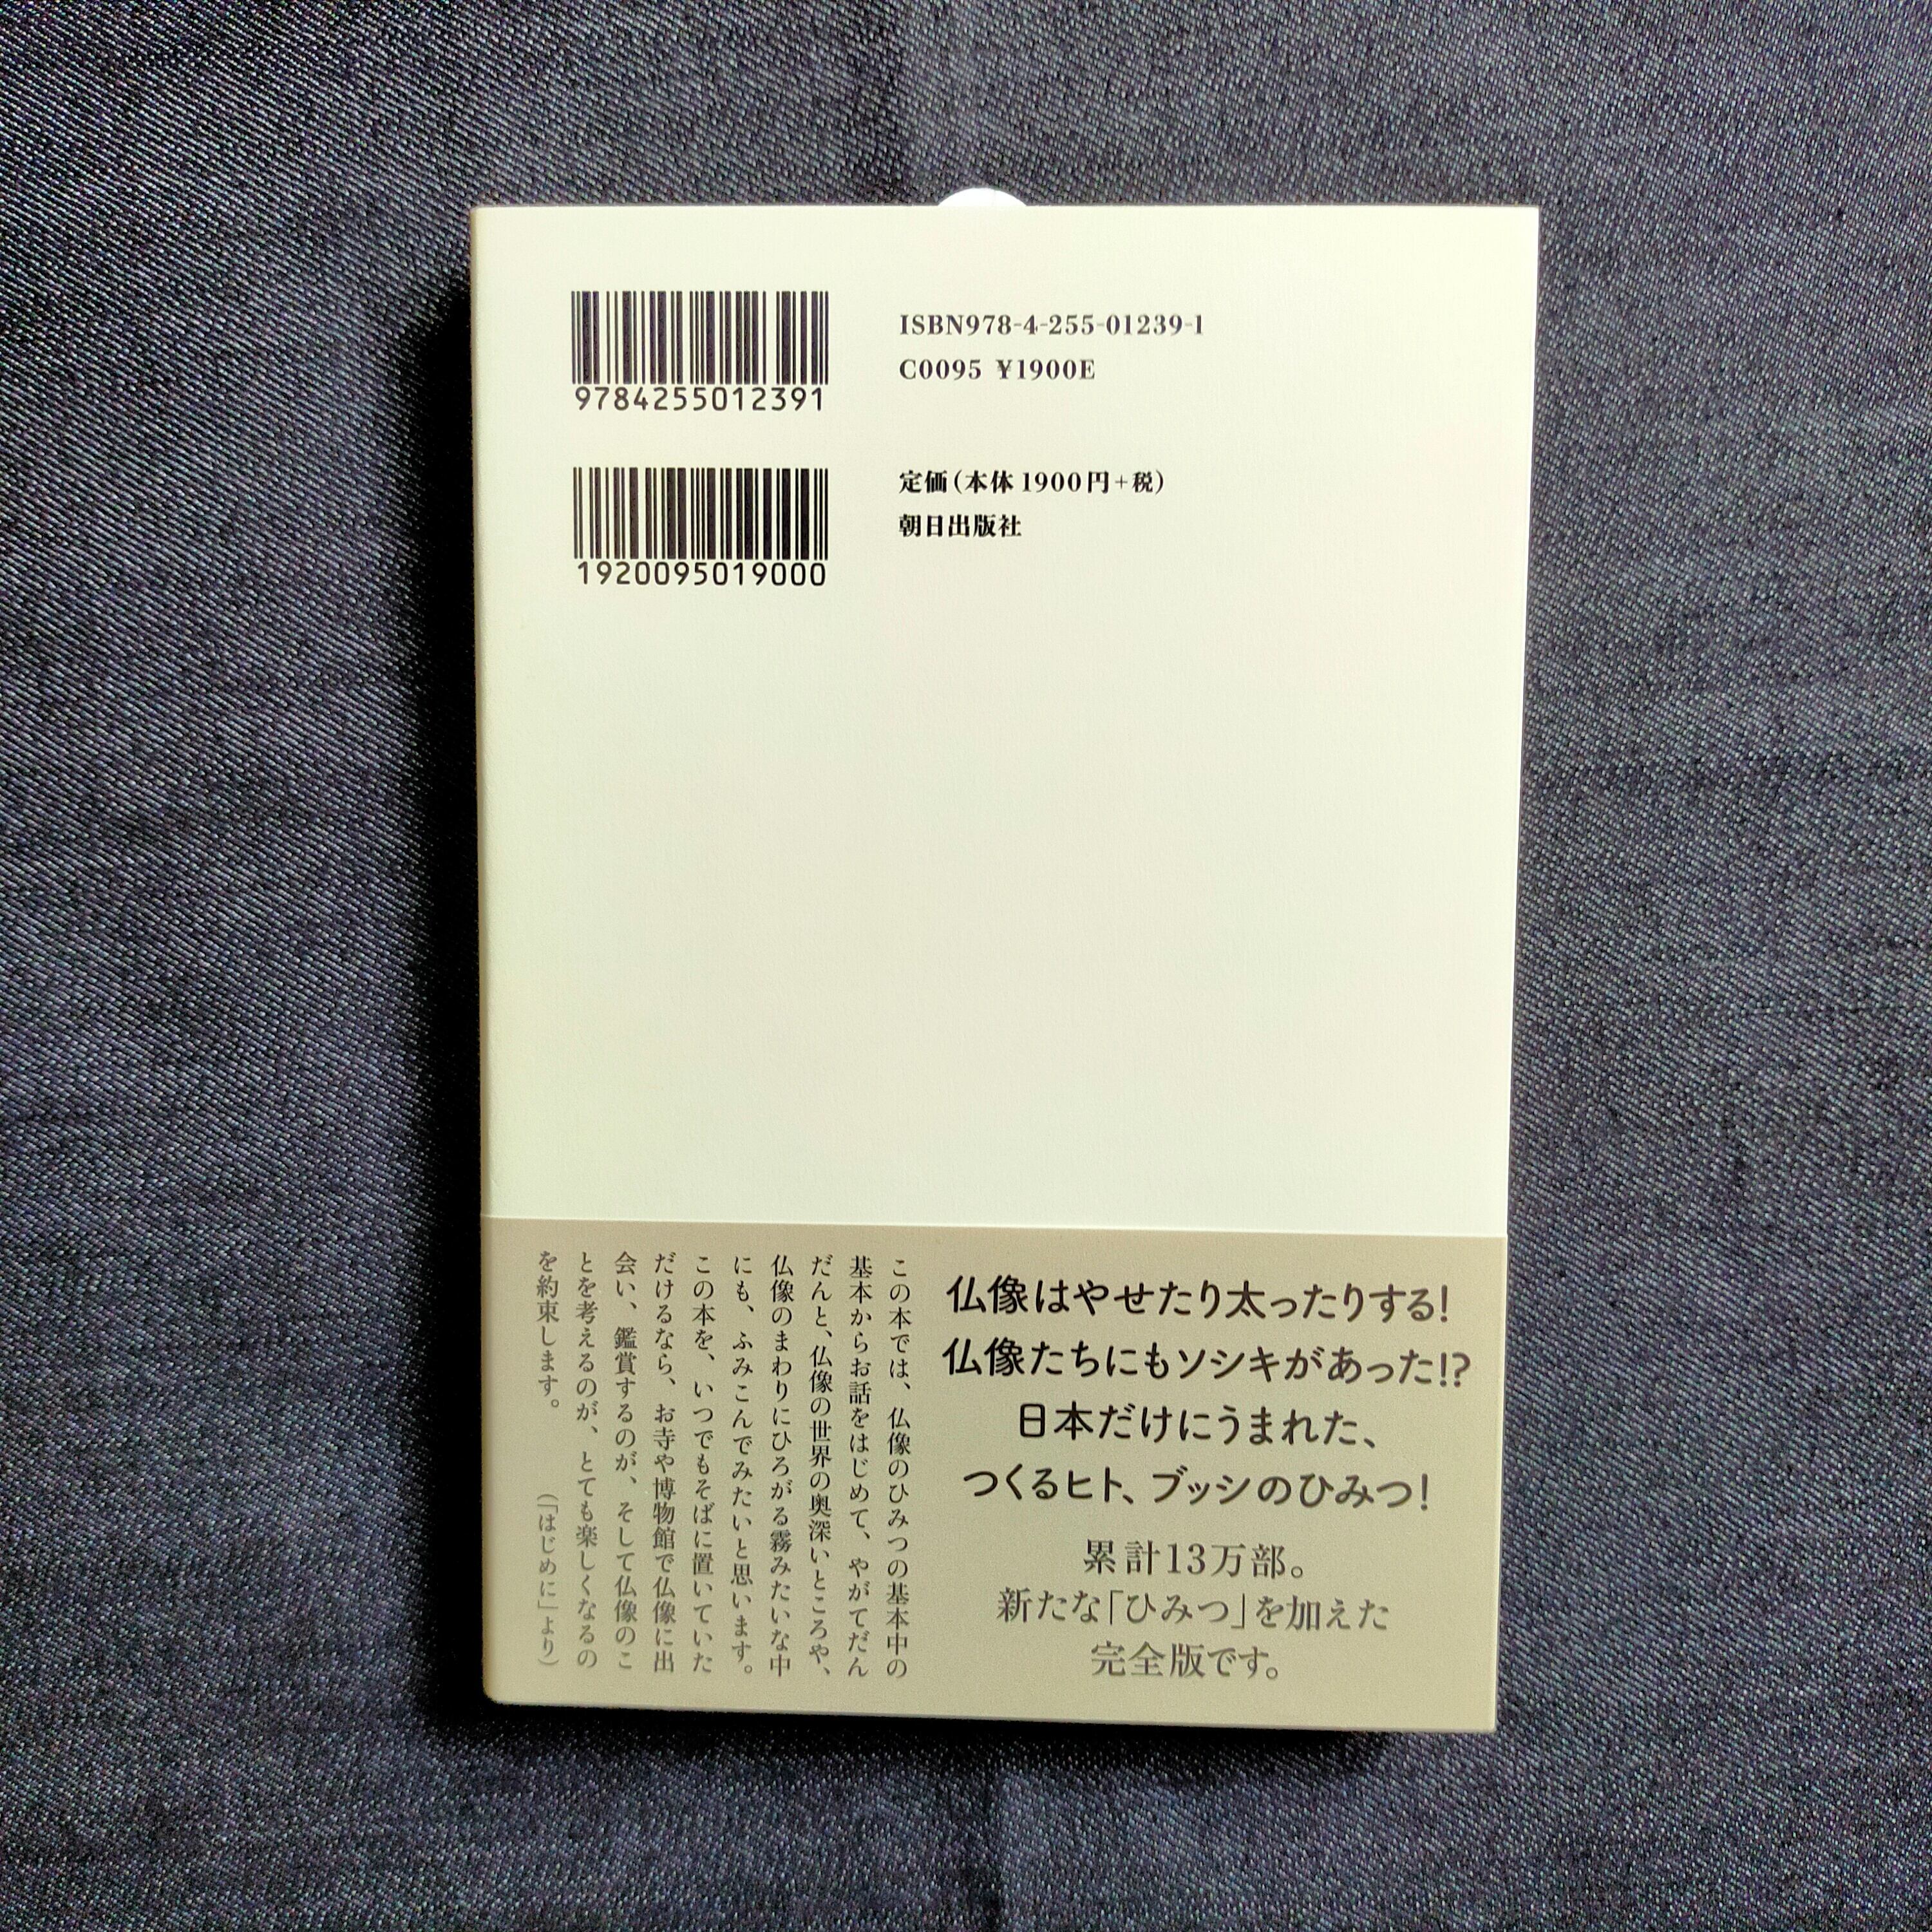 9784255012391
ISBN978-4-255-01239-1
C0095 ¥1900E
1920095019000
定価(本体1900円+税)
朝日出版社
仏像はやせたり太ったりする!
仏像たちにもソシキがあった!?
日本だけにうまれた、
つくるヒト、ブッシのひみつ!
累計13万部。
新たな「ひみつ」を加えた
完全版です。
この本では、仏像のひみつの基本中の
基本からお話をはじめて、やがてだん
だんと、仏像の世界の奥深いところや、
仏像のまわりにひろがる霧みたいな中
にも、ふみこんでみたいと思います。
この本を、いつでもそばに置いていた
だけるなら、お寺や博物館で仏像に出
会い、鑑賞するのが、そして仏像のこ
とを考えるのが、とても楽しくなるの
を約束します。
(「はじめに」より)